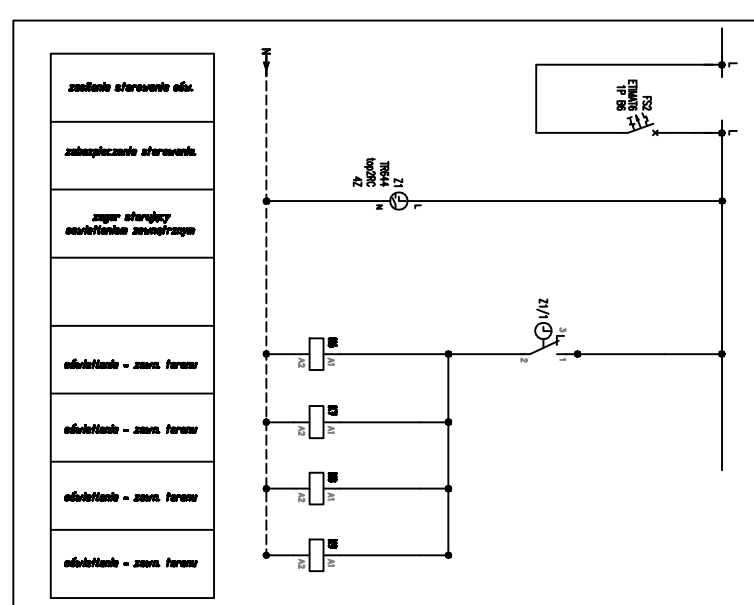 zasilanie sterowania ośw.
zabezpieczenie sterowania.
zegar sterujący
oswietleniem zewnętrznym
oświetlenie - zewn. terenu
oświetlenie - zewn. terenu
oświetlenie - zewn. terenu
oświetlenie - zewn. terenu
N
L
L
FS2
ETIMAT6
1P B6
Z1
TR644
top2RC
4Z
N
L
Z1/1
3
2
1
K6
A2
A1
K7
A2
A1
K8
A2
A1
K9
A2
A1